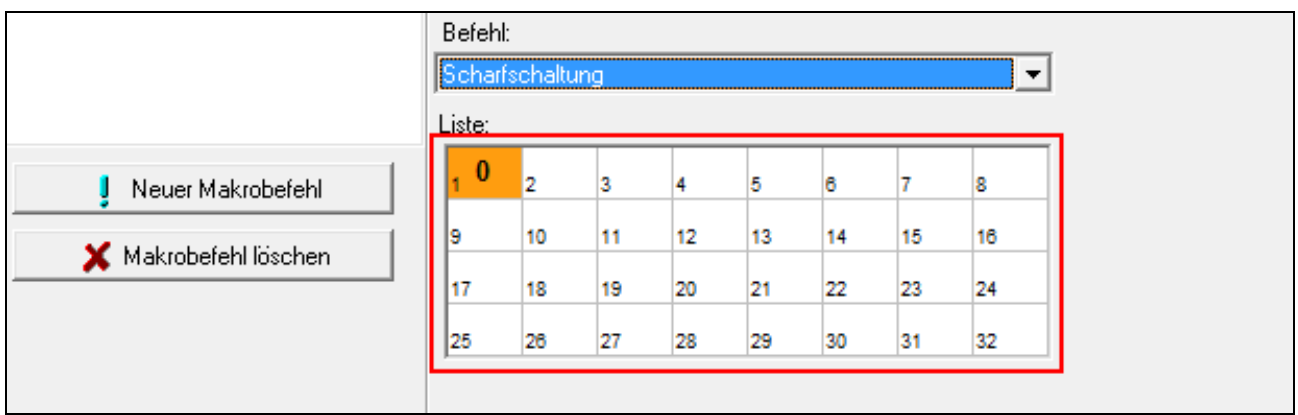 Befehl:
Scharfschaltung
Liste:
1 0 2 3 4 5 6 7 8
9 10 11 12 13 14 15 16
17 18 19 20 21 22 23 24
25 26 27 28 29 30 31 32
Neuer Makrobefehl
Makrobefehl löschen